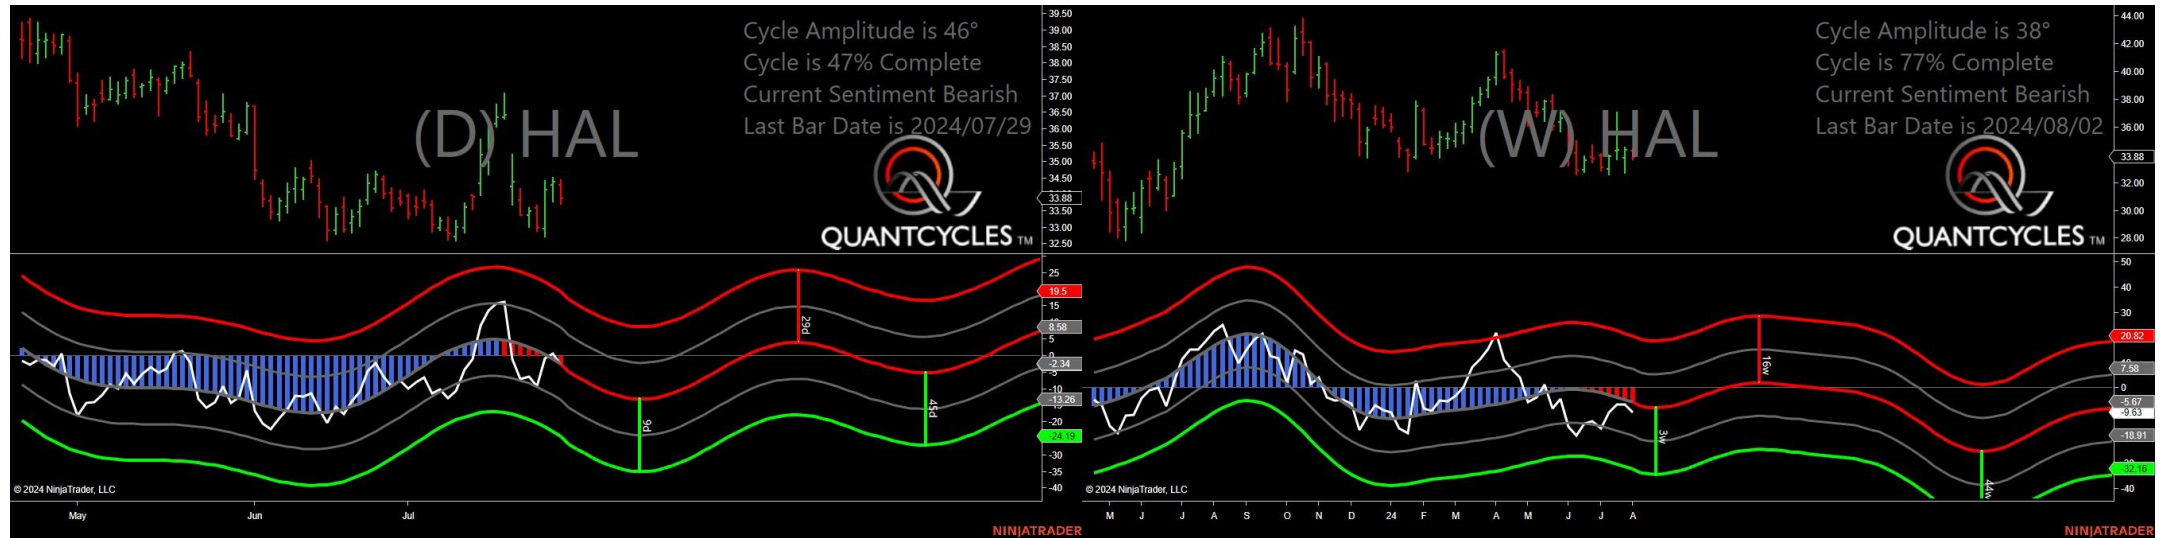 Cycle Amplitude is 46°
Cycle is 47% Complete
Current Sentiment Bearish
Last Bar Date is 2024/07/29
(D) HAL
QUANTCYCLES TM
39.50
39.00
38.50
38.00
37.50
37.00
36.50
36.00
35.50
35.00
34.50
33.88
33.50
33.00
32.50
25
19.5
15
8.58
5
0
-2.34
-5
-10
-13.26
-15
-20
-24.19
-30
-35
-40
29d
9d
45d
© 2024 NinjaTrader, LLC
May
Jun
Jul
NINJATRADER
Cycle Amplitude is 38°
Cycle is 77% Complete
Current Sentiment Bearish
Last Bar Date is 2024/08/02
(W) HAL
QUANTCYCLES TM
44.00
42.00
40.00
38.00
36.00
33.88
32.00
30.00
28.00
50
40
30
20.82
7.58
0
-5.67
-9.63
-18.91
-32.16
-40
16w
3w
44w
© 2024 NinjaTrader, LLC
M
J
J
A
S
O
N
D
24
F
M
A
M
J
J
A
NINJATRADER